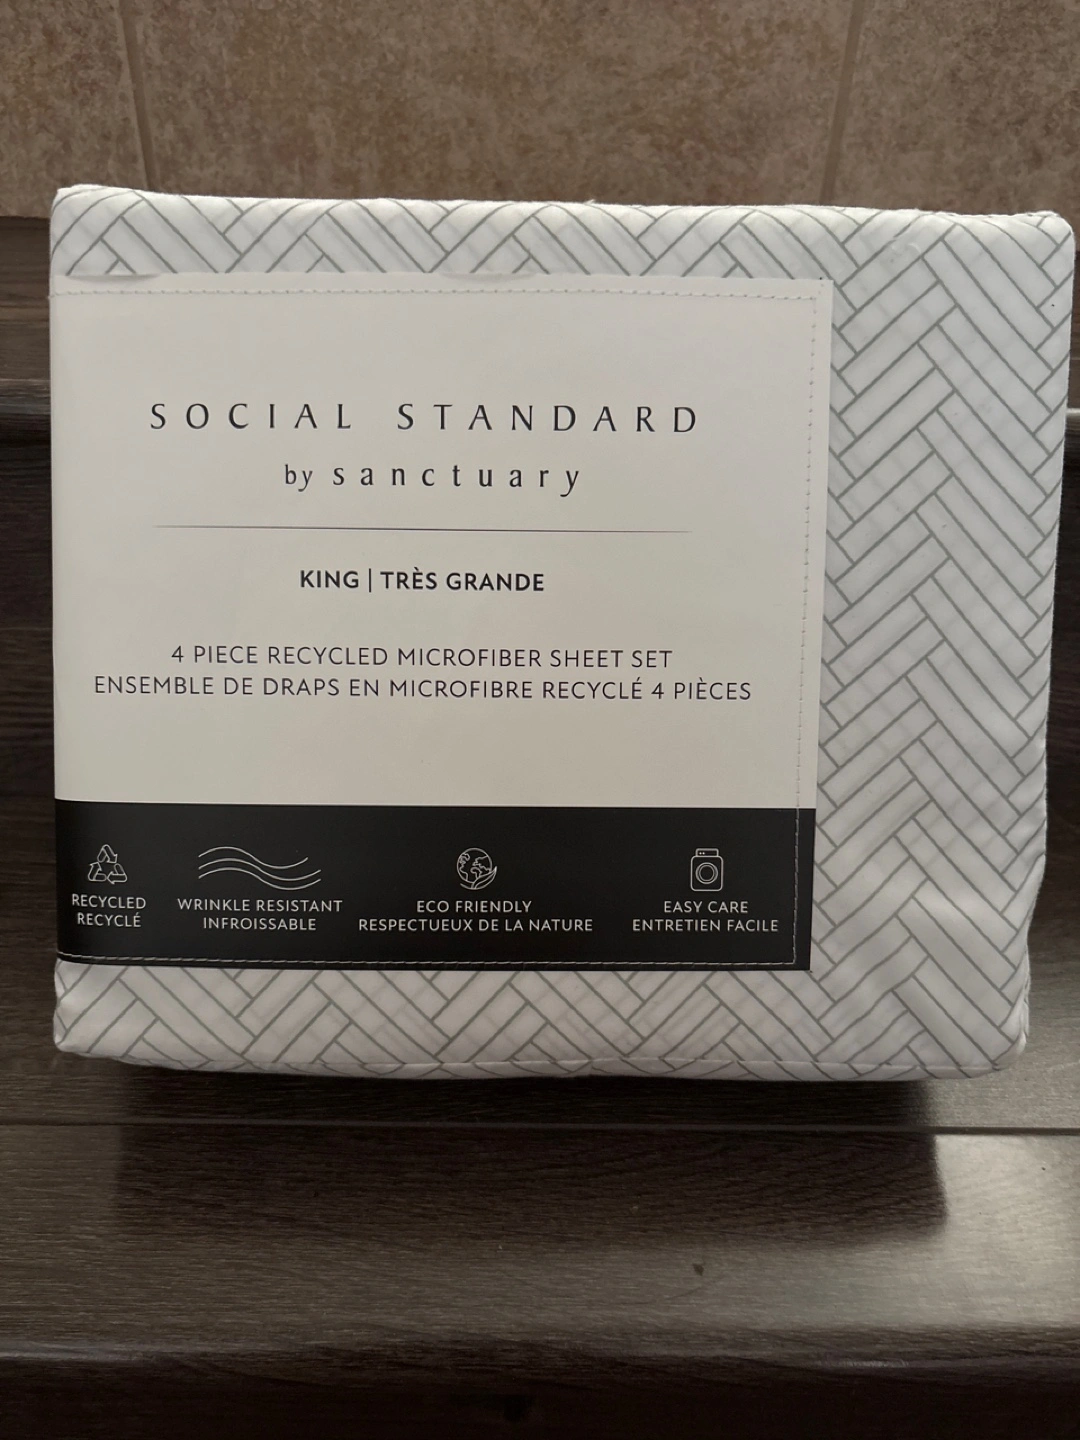 SOCIAL STANDARD
by sanctuary
KING | TRÈS GRANDE
4 PIECE RECYCLED MICROFIBER SHEET SET
ENSEMBLE DE DRAPS EN MICROFIBRE RECYCLÉ 4 PIÈCES
RECYCLED
RECYCLÉ
WRINKLE RESISTANT
INFROISSABLE
ECO FRIENDLY
RESPECTUEUX DE LA NATURE
EASY CARE
ENTRETIEN FACILE